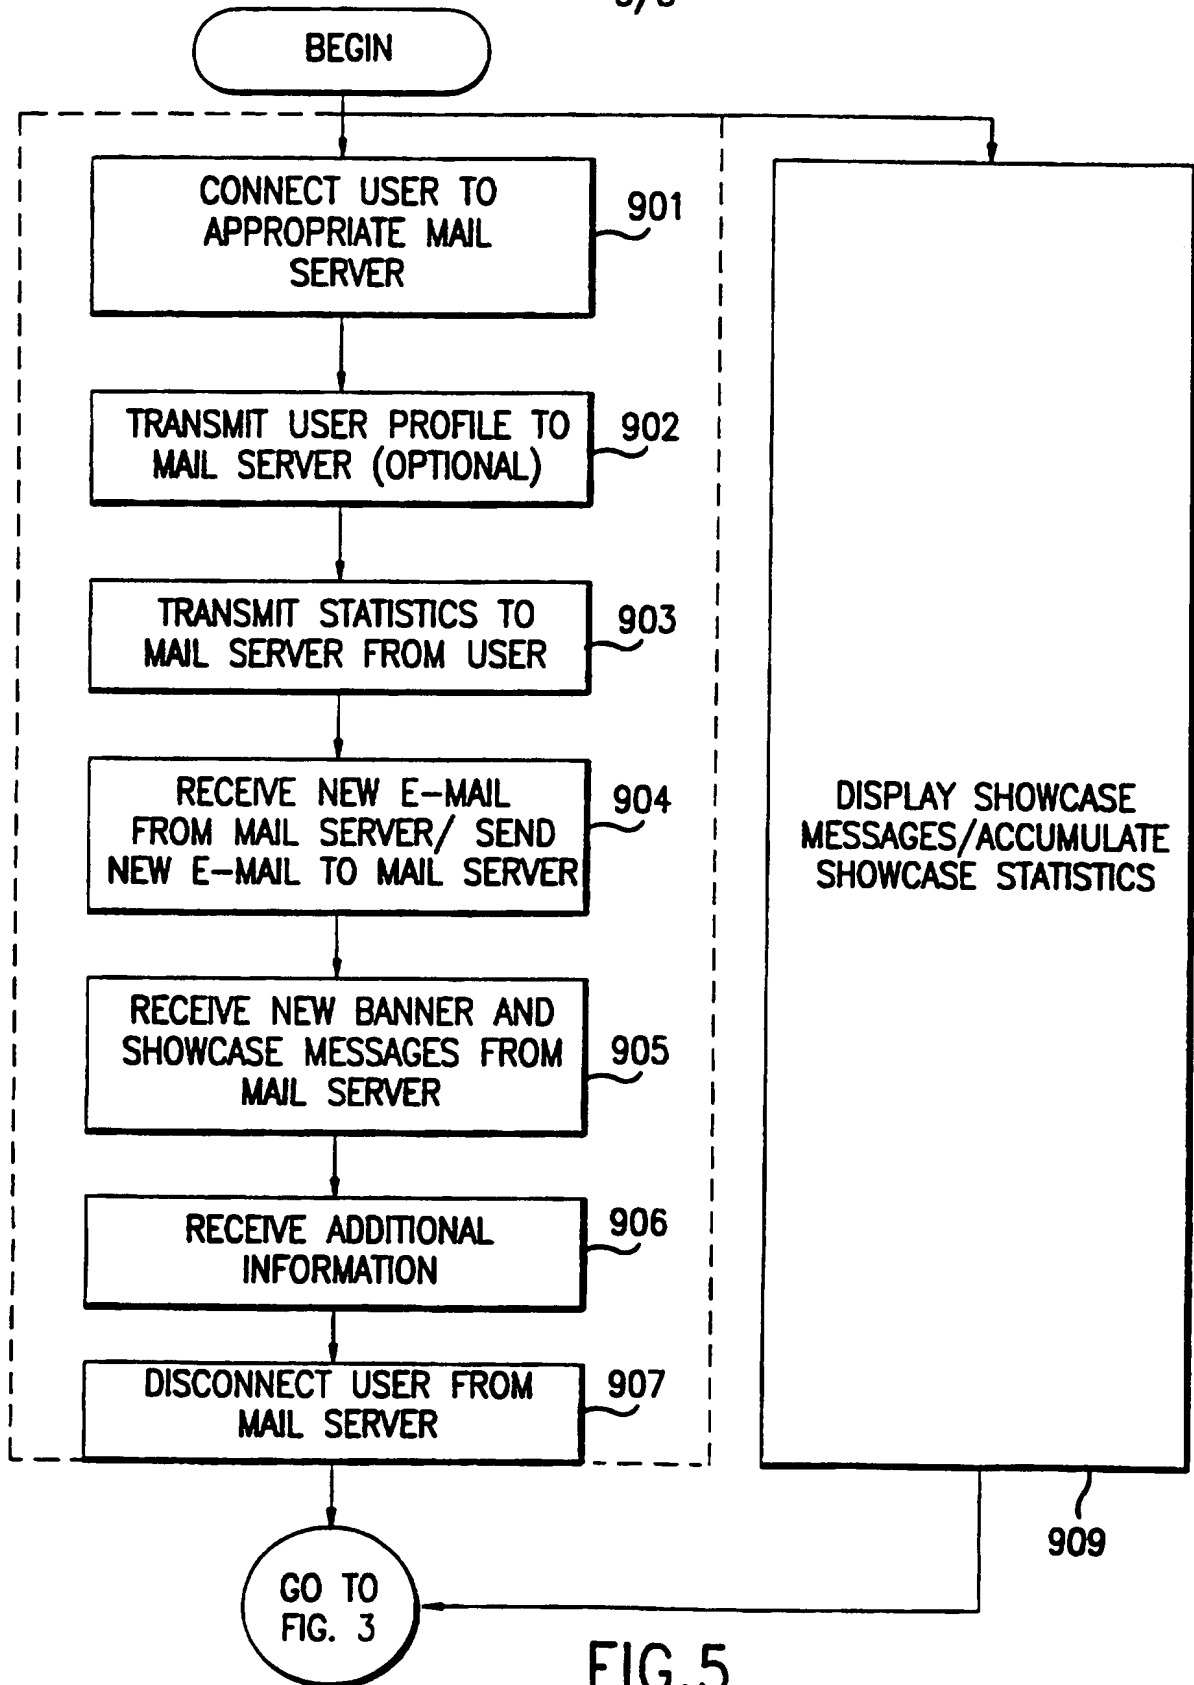 BEGIN
CONNECT USER TO
APPROPRIATE MAIL
SERVER
901
TRANSMIT USER PROFILE TO
MAIL SERVER (OPTIONAL)
902
TRANSMIT STATISTICS TO
MAIL SERVER FROM USER
903
RECEIVE NEW E-MAIL
FROM MAIL SERVER/ SEND
NEW E-MAIL TO MAIL SERVER
904
RECEIVE NEW BANNER AND
SHOWCASE MESSAGES FROM
MAIL SERVER
905
RECEIVE ADDITIONAL
INFORMATION
906
DISCONNECT USER FROM
MAIL SERVER
907
DISPLAY SHOWCASE
MESSAGES/ACCUMULATE
SHOWCASE STATISTICS
909
GO TO
FIG. 3
FIG.5